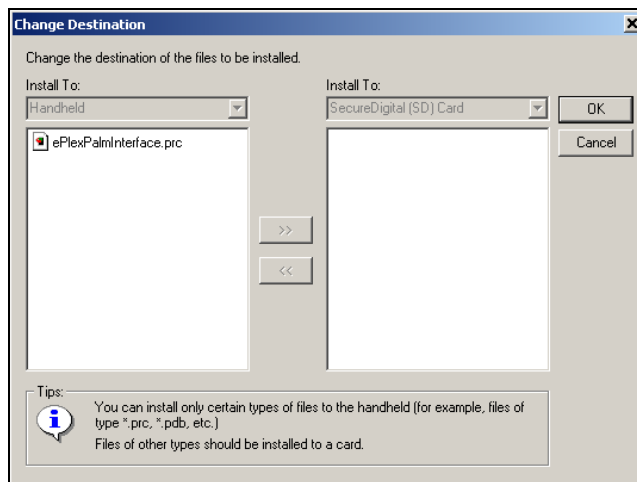 Change Destination
Change the destination of the files to be installed.
Install To:
Handheld
Install To:
SecureDigital (SD) Card
OK
Cancel
ePlexPalmInterface.prc
>>
<<
Tips:
You can install only certain types of files to the handheld (for example, files of
type *.prc, *.pdb, etc.)
Files of other types should be installed to a card.